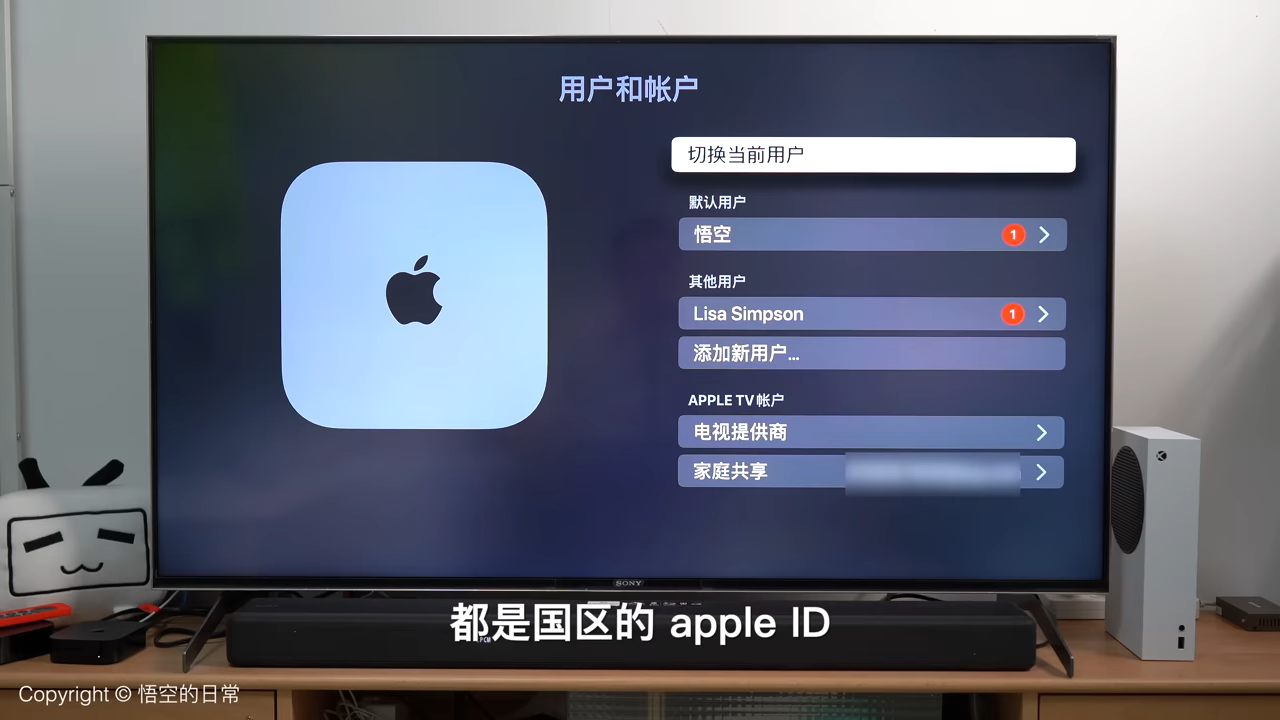 用户和帐户
切换当前用户
默认用户
悟空
1
其他用户
Lisa Simpson
1
添加新用户...
APPLE TV 帐户
电视提供商
家庭共享
SONY
都是国区的 apple ID
Copyright © 悟空的日常